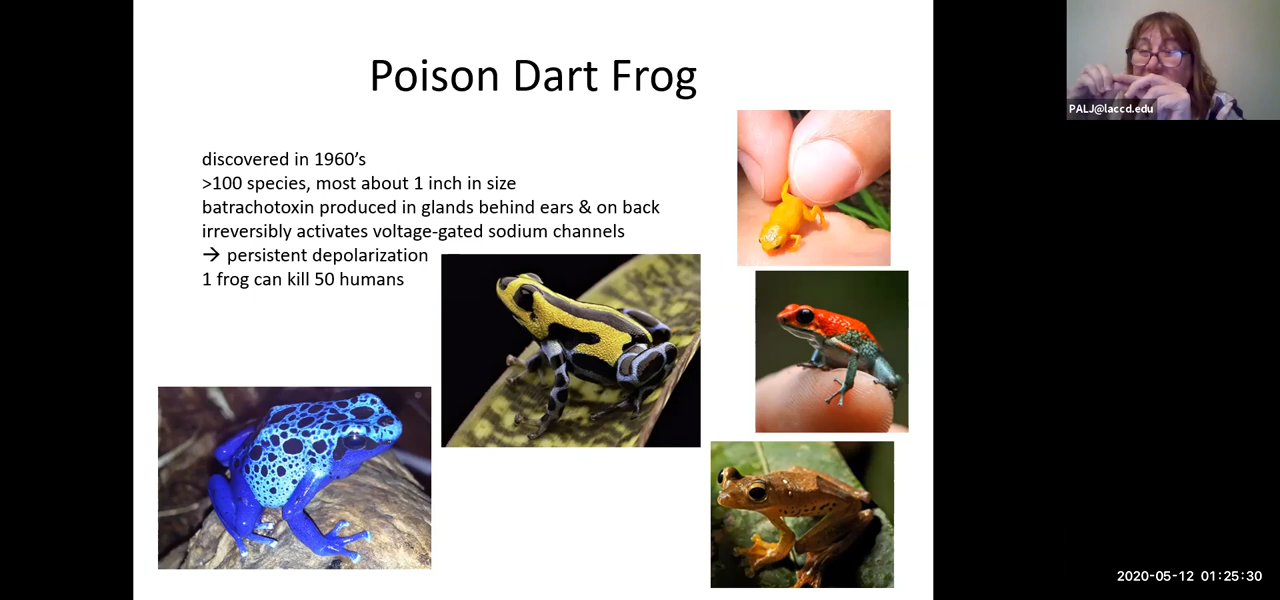 Poison Dart Frog
discovered in 1960’s
>100 species, most about 1 inch in size
batrachotoxin produced in glands behind ears & on back
irreversibly activates voltage-gated sodium channels
→ persistent depolarization
1 frog can kill 50 humans
PALJ@laccd.edu
2020-05-12 01:25:30